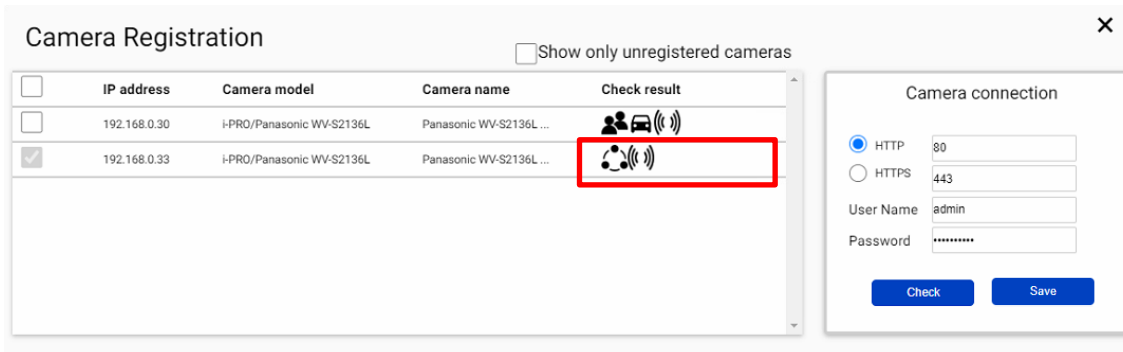 Camera Registration
Show only unregistered cameras
IP address Camera model Camera name Check result
192.168.0.30 i-PRO/Panasonic WV-S2136L Panasonic WV-S2136L ...
192.168.0.33 i-PRO/Panasonic WV-S2136L Panasonic WV-S2136L ...
Camera connection
HTTP 80
HTTPS 443
User Name admin
Password ••••••••••
Check Save